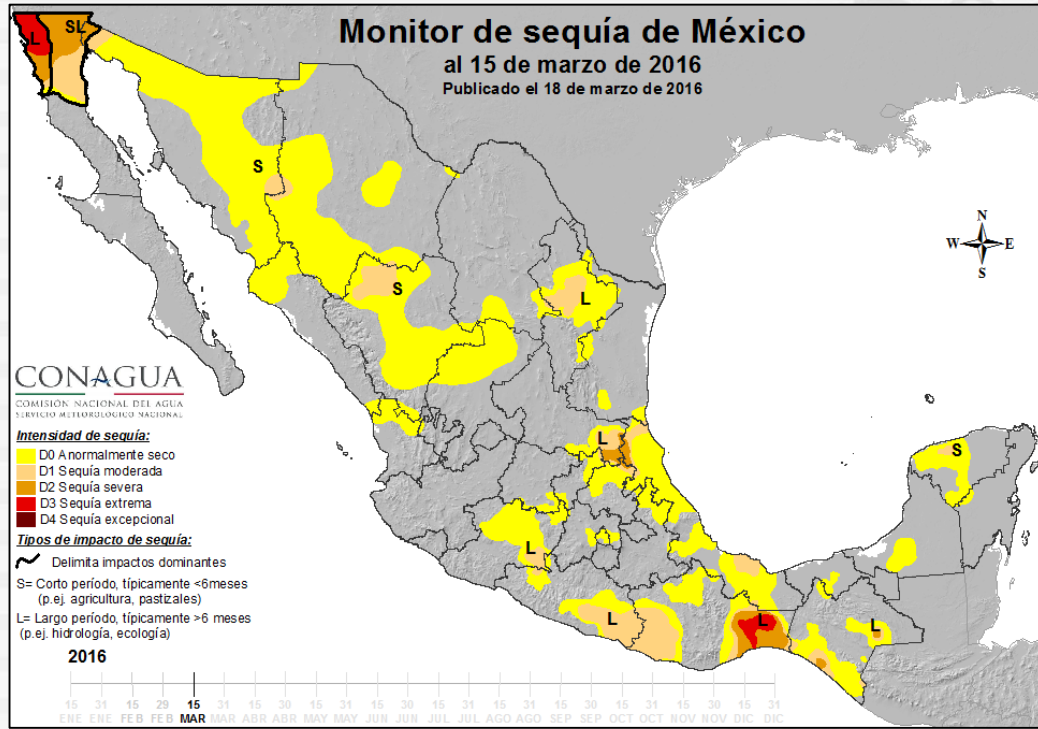 Monitor de sequía de México
al 15 de marzo de 2016
Publicado el 18 de marzo de 2016
L
SL
S
S
L
N
W E
S
CONAGUA
COMISIÓN NACIONAL DEL AGUA
SERVICIO METEOROLÓGICO NACIONAL
Intensidad de sequía:
D0 Anormalmente seco
D1 Sequía moderada
D2 Sequía severa
D3 Sequía extrema
D4 Sequía excepcional
Tipos de impacto de sequía:
Delimita impactos dominantes
S= Corto período, típicamente <6meses
(p.ej. agricultura, pastizales)
L= Largo período, típicamente >6 meses
(p.ej. hidrología, ecología)
L
S
L
L
L
L
2016
15 31 15 29 15 31 15 30 15 31 15 30 15 31 15 31 15 30 15 31 15 30 15 31
ENE ENE FEB FEB MAR MAR ABR ABR MAY MAY JUN JUN JUL JUL AGO AGO SEP SEP OCT OCT NOV NOV DIC DIC